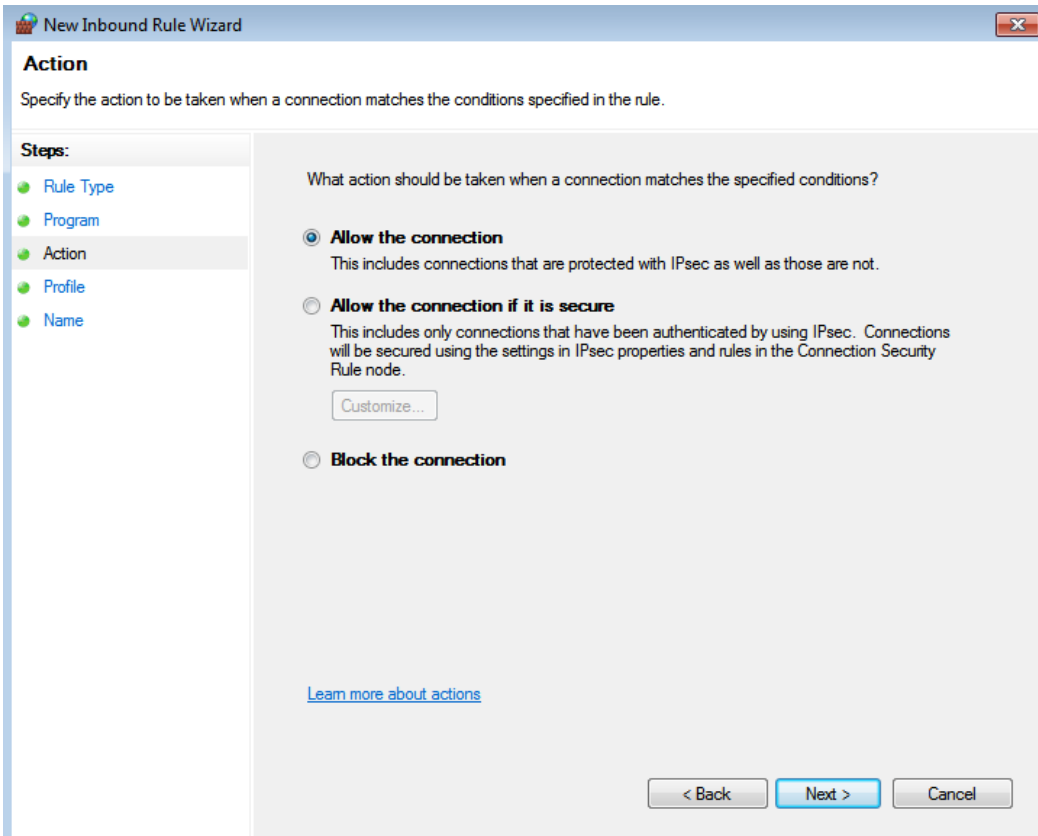 New Inbound Rule Wizard
Action
Specify the action to be taken when a connection matches the conditions specified in the rule.
Steps:
Rule Type
Program
Action
Profile
Name
What action should be taken when a connection matches the specified conditions?
Allow the connection
This includes connections that are protected with IPsec as well as those are not.
Allow the connection if it is secure
This includes only connections that have been authenticated by using IPsec. Connections
will be secured using the settings in IPsec properties and rules in the Connection Security
Rule node.
Customize...
Block the connection
Learn more about actions
< Back
Next >
Cancel